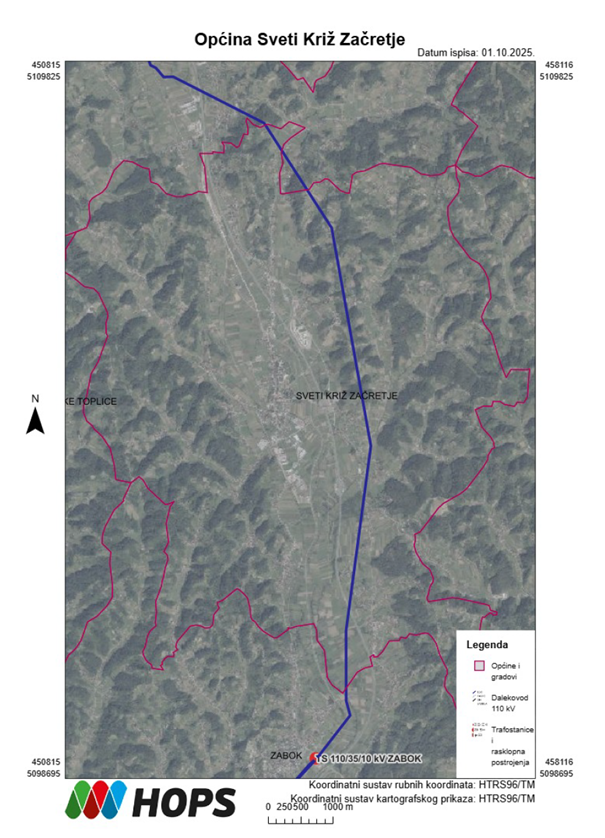 Općina Sveti Križ Začretje
Datum ispisa: 01.10.2025.
450815
5109825
458116
5109825
N
KE TOPLICE
SVETI KRIŽ ZAČRETJE
Legenda
Općine i
gradovi
Dalekovod
110 kV
Trafostanice
i
rasklopna
postrojenja
ZABOK
TS 110/35/10 kV ZABOK
450815
5098695
458116
5098695
HOPS
Koordinatni sustav rubnih koordinata: HTRS96/TM
Koordinatni sustav kartografskog prikaza: HTRS96/TM
0 250500 1000 m